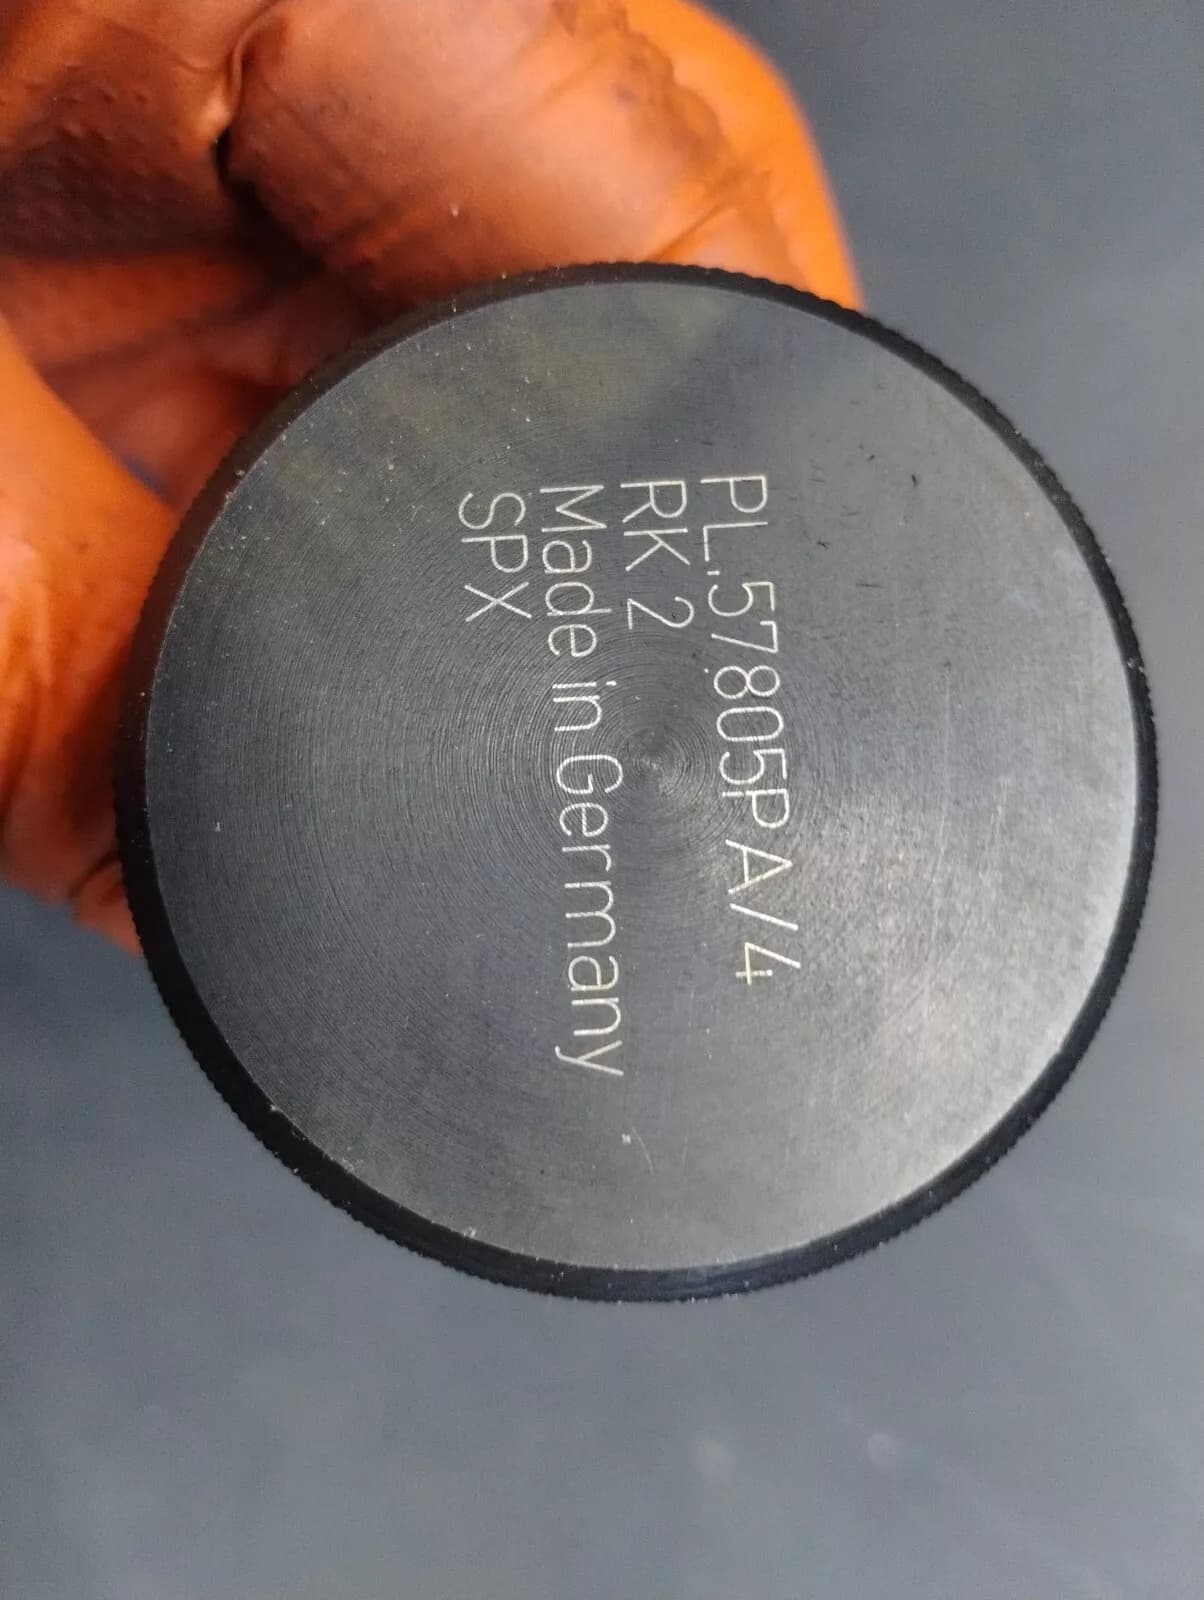 PL.57805PA/4
RK 2
Made in Germany
SPX